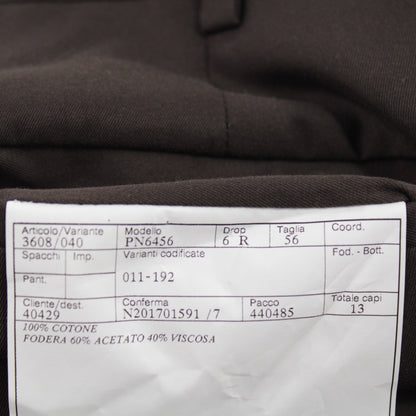 Articolo/Variante Modello Drop Taglia Coord.
3608/040 PN6456 6 R 56
Spacchi Imp. Varianti codificate Fod. - Bott.
Pant. 011-192
Cliente/dest. Conferma Pacco Totale capi
40429 N201701591 /7 440485 13
100% COTONE
FODERA 60% ACETATO 40% VISCOSA